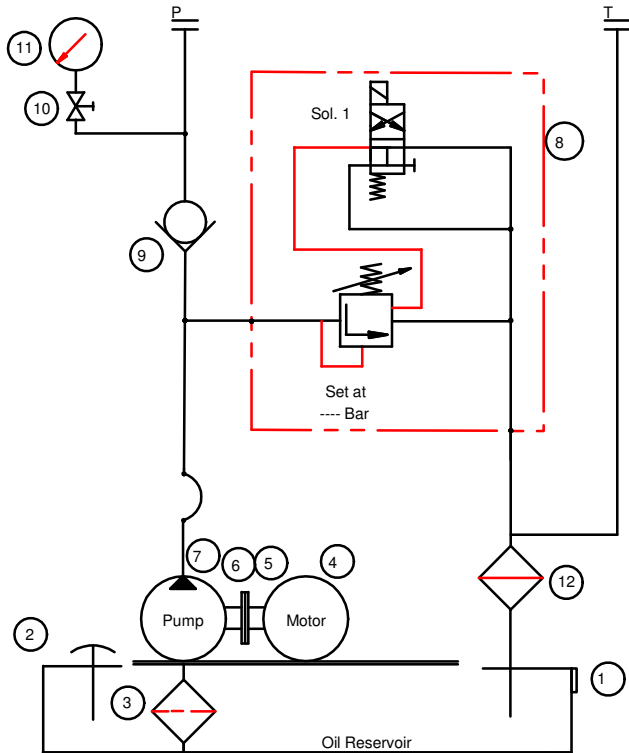 P
T
11
10
Sol. 1
8
9
Set at
---- Bar
7
6
5
4
Pump
Motor
12
2
3
1
Oil Reservoir